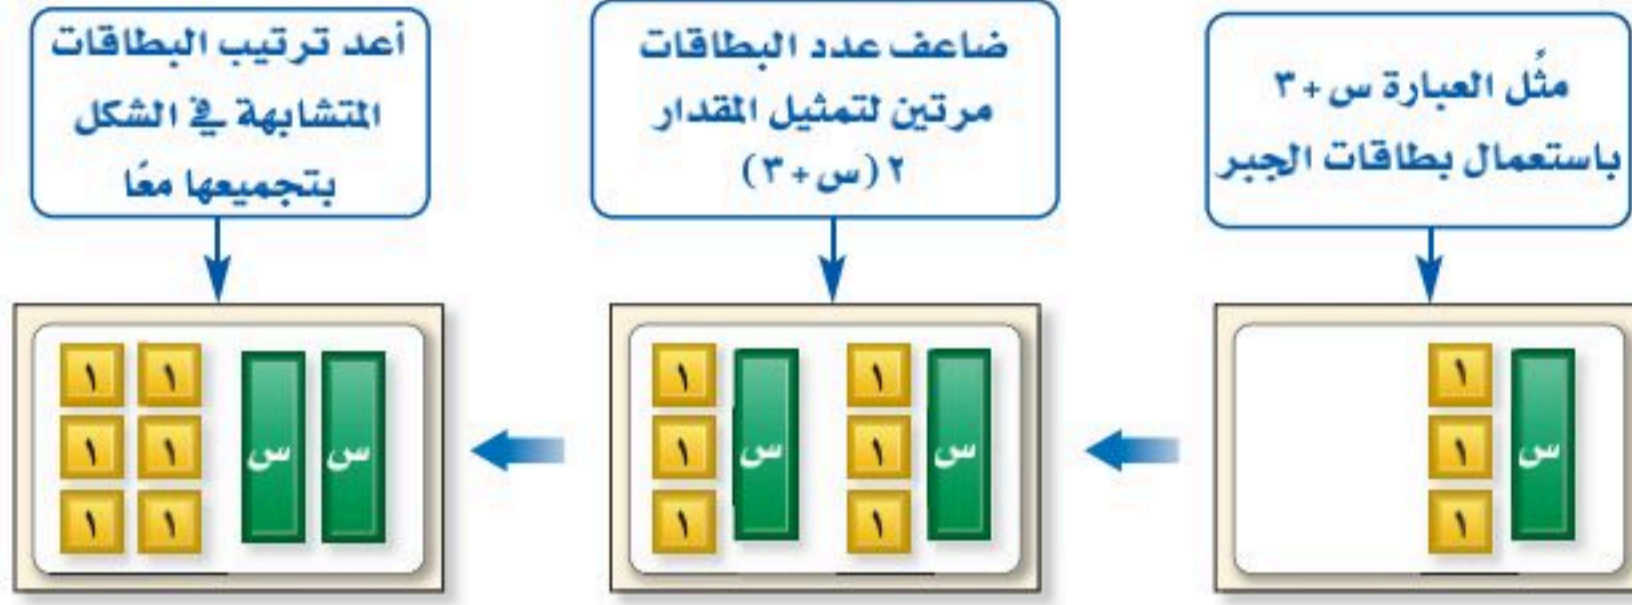 مثِّل العبارة س + ٣
باستعمال بطاقات الجبر
ضاعف عدد البطاقات
مرتين لتمثيل المقدار
٢ (س + ٣)
أعد ترتيب البطاقات
المتشابهة في الشكل
بتجميعها معًا
س ١
١
١
س ١ س ١
١ ١
١ ١
س س ١ ١
١ ١
١ ١